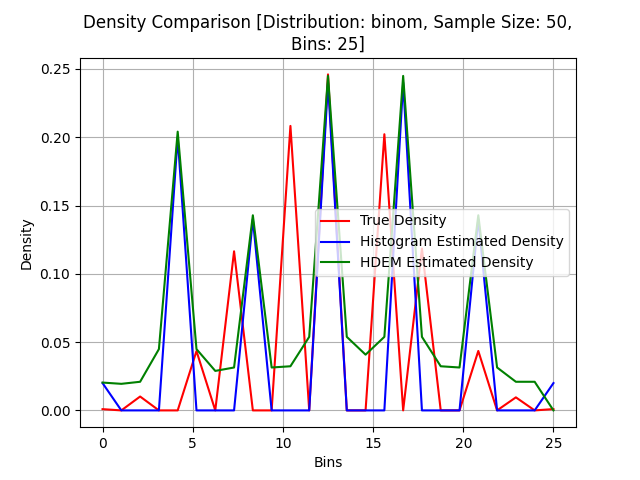 Density Comparison [Distribution: binom, Sample Size: 50,
Bins: 25]
0.25
0.20
0.15
0.10
0.05
0.00
Density
True Density
Histogram Estimated Density
HDEM Estimated Density
0 5 10 15 20 25
Bins